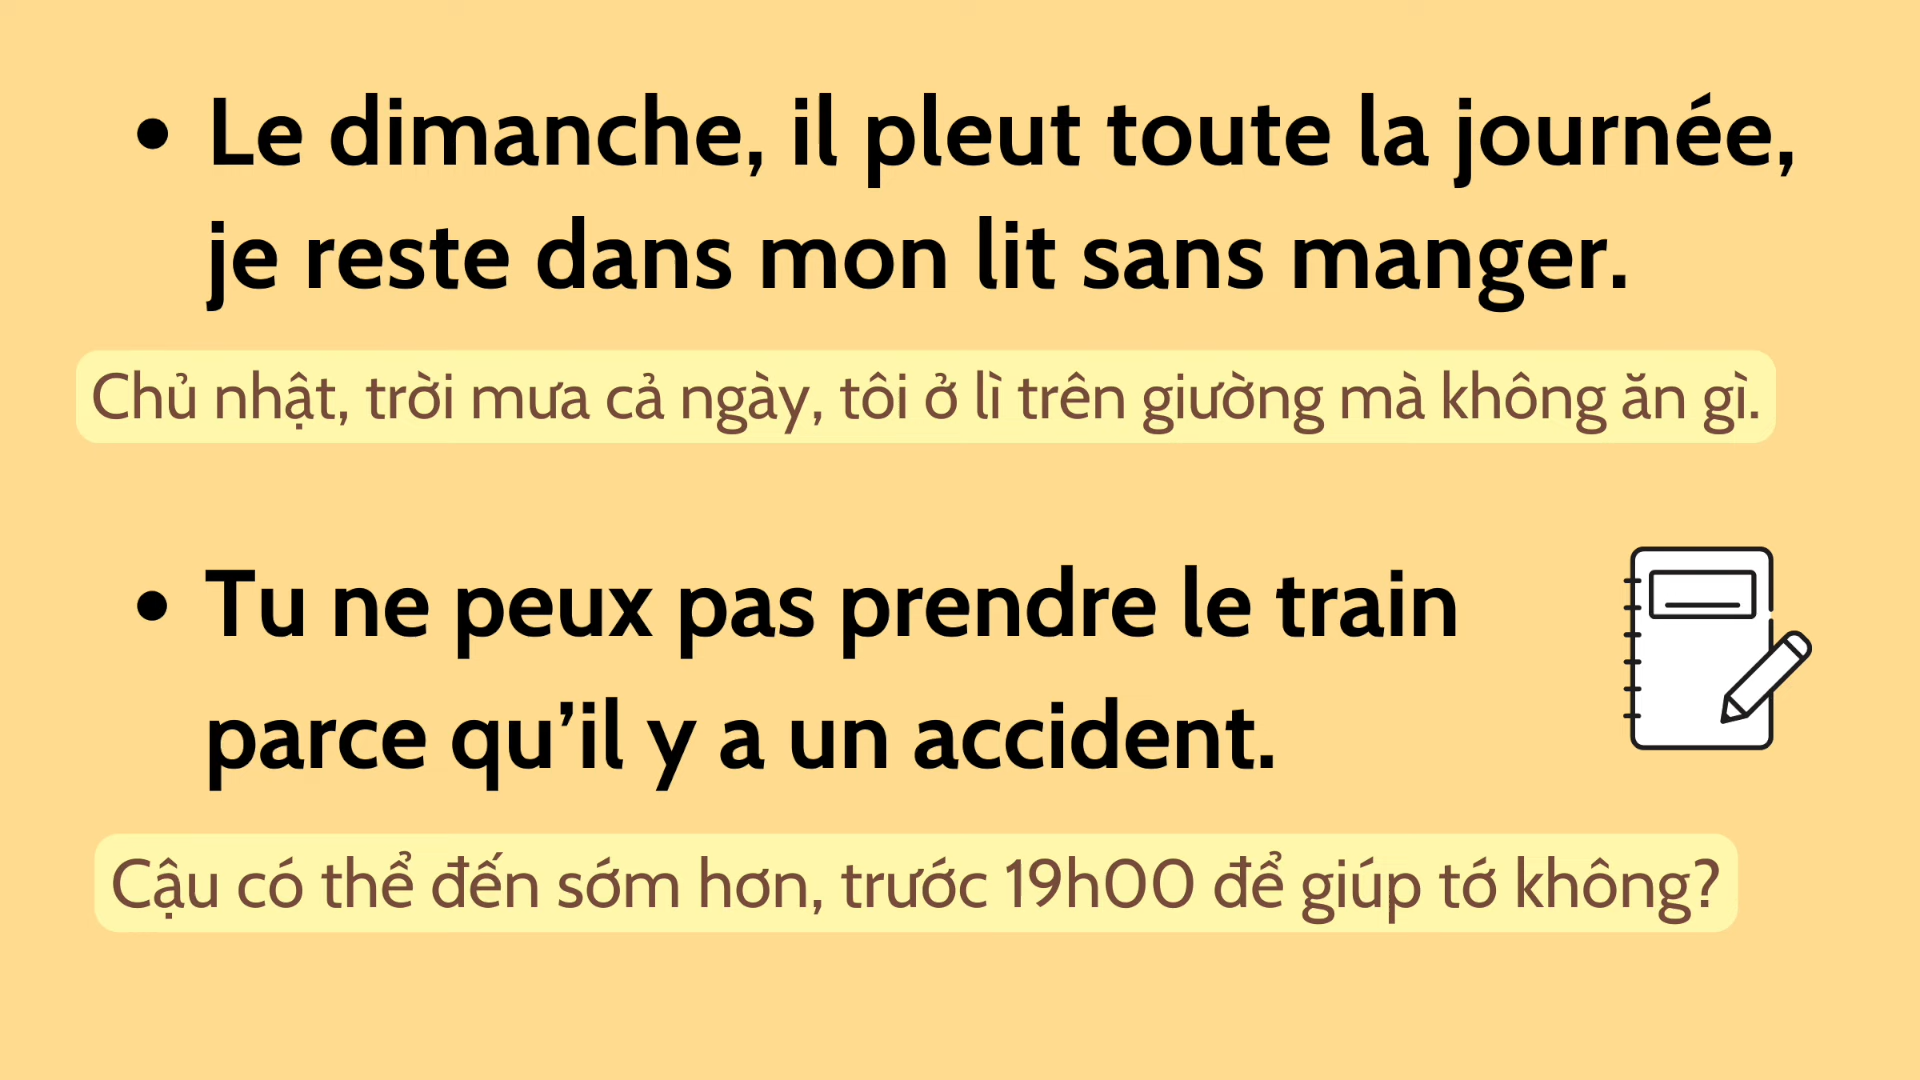 • Le dimanche, il pleut toute la journée,
je reste dans mon lit sans manger.
Chủ nhật, trời mưa cả ngày, tôi ở lì trên giường mà không ăn gì.
• Tu ne peux pas prendre le train
parce qu’il y a un accident.
Cậu có thể đến sớm hơn, trước 19h00 để giúp tớ không?